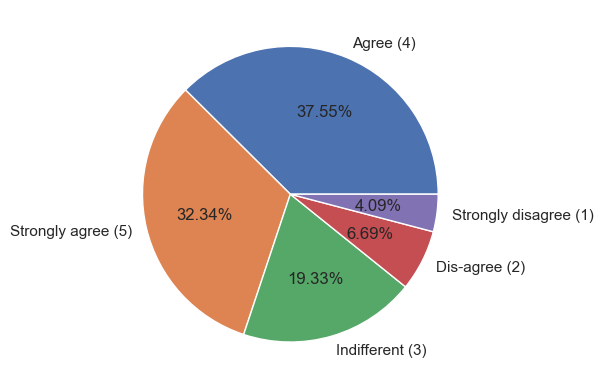 Agree (4)
37.55%
32.34%
Strongly agree (5)
4.09%
Strongly disagree (1)
6.69%
Dis-agree (2)
19.33%
Indifferent (3)